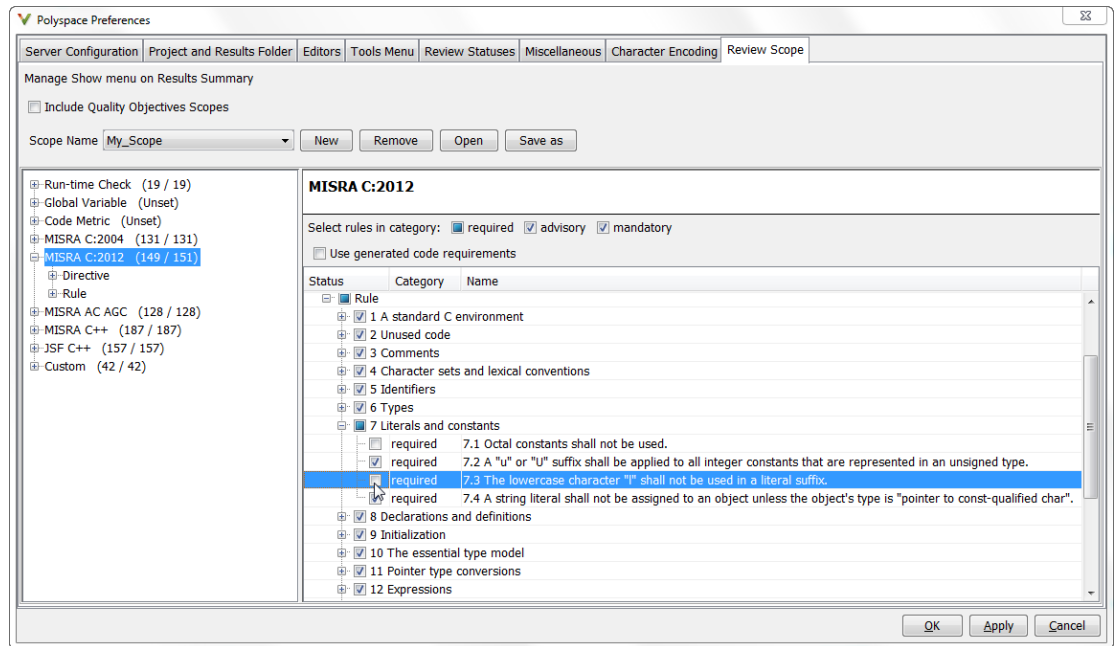 Polyspace Preferences
Server Configuration Project and Results Folder Editors Tools Menu Review Statuses Miscellaneous Character Encoding Review Scope
Manage Show menu on Results Summary
Include Quality Objectives Scopes
Scope Name My_Scope New Remove Open Save as
Run-time Check (19 / 19)
Global Variable (Unset)
Code Metric (Unset)
MISRA C:2004 (131 / 131)
MISRA C:2012 (149 / 151)
Directive
Rule
MISRA AC AGC (128 / 128)
MISRA C++ (187 / 187)
JSF C++ (157 / 157)
Custom (42 / 42)
MISRA C:2012
Select rules in category: required advisory mandatory
Use generated code requirements
Status Category Name
Rule
1 A standard C environment
2 Unused code
3 Comments
4 Character sets and lexical conventions
5 Identifiers
6 Types
7 Literals and constants
required 7.1 Octal constants shall not be used.
required 7.2 A "u" or "U" suffix shall be applied to all integer constants that are represented in an unsigned type.
required 7.3 The lowercase character "l" shall not be used in a literal suffix.
required 7.4 A string literal shall not be assigned to an object unless the object's type is "pointer to const-qualified char".
8 Declarations and definitions
9 Initialization
10 The essential type model
11 Pointer type conversions
12 Expressions
OK Apply Cancel